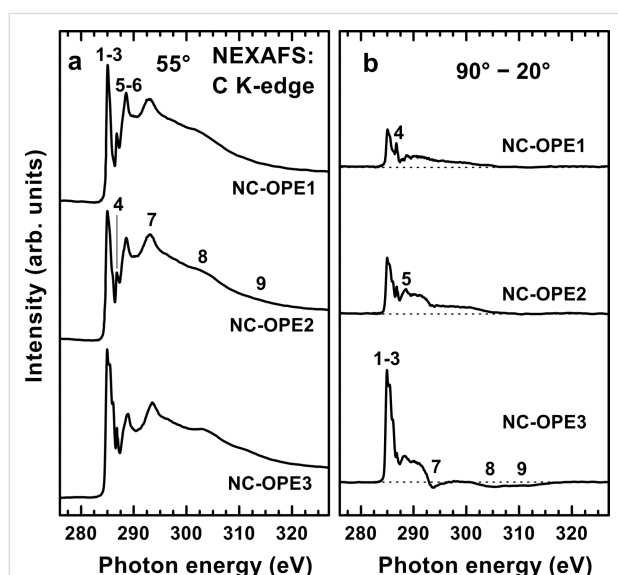 1-3
a
55°
NEXAFS:
C K-edge
5-6
NC-OPE1
4
7
8
9
NC-OPE2
NC-OPE3
280 290 300 310 320
Photon energy (eV)
Intensity (arb. units)
b
90° − 20°
4
NC-OPE1
5
NC-OPE2
1-3
NC-OPE3
7
8
9
280 290 300 310 320
Photon energy (eV)